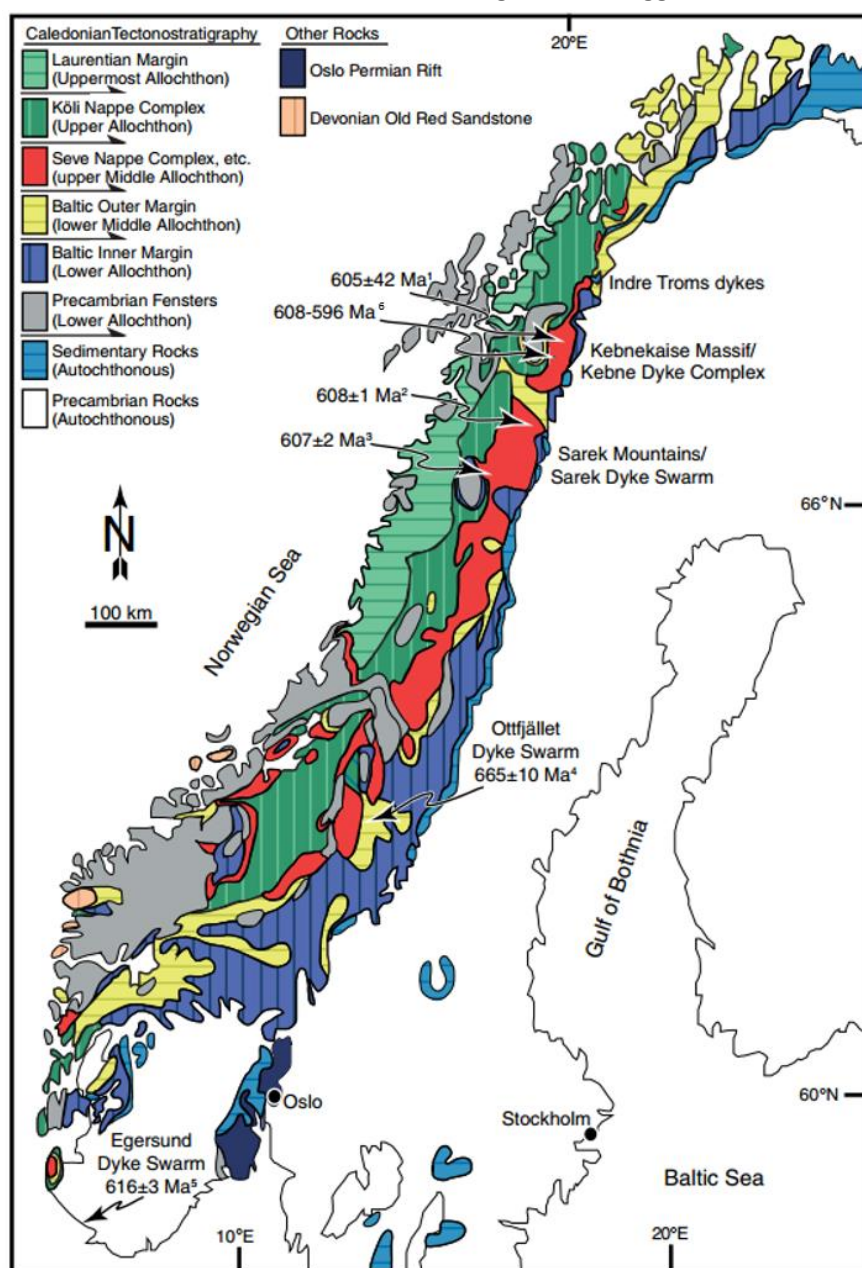 20°E
Caledonian Tectonostratigraphy
Laurentian Margin
(Uppermost Allochthon)
Köli Nappe Complex
(Upper Allochthon)
Seve Nappe Complex, etc.
(upper Middle Allochthon)
Baltic Outer Margin
(lower Middle Allochthon)
Baltic Inner Margin
(Lower Allochthon)
Precambrian Fensters
(Lower Allochthon)
Sedimentary Rocks
(Autochthonous)
Precambrian Rocks
(Autochthonous)
Other Rocks
Oslo Permian Rift
Devonian Old Red Sandstone
605±42 Ma¹
608-596 Ma⁶
Indre Troms dykes
Kebnekaise Massif/
Kebne Dyke Complex
608±1 Ma²
607±2 Ma³
Sarek Mountains/
Sarek Dyke Swarm
66°N
N
100 km
Norwegian Sea
Ottfjället
Dyke Swarm
665±10 Ma⁴
Gulf of Bothnia
60°N
Oslo
Stockholm
Egersund
Dyke Swarm
616±3 Ma⁵
Baltic Sea
10°E
20°E